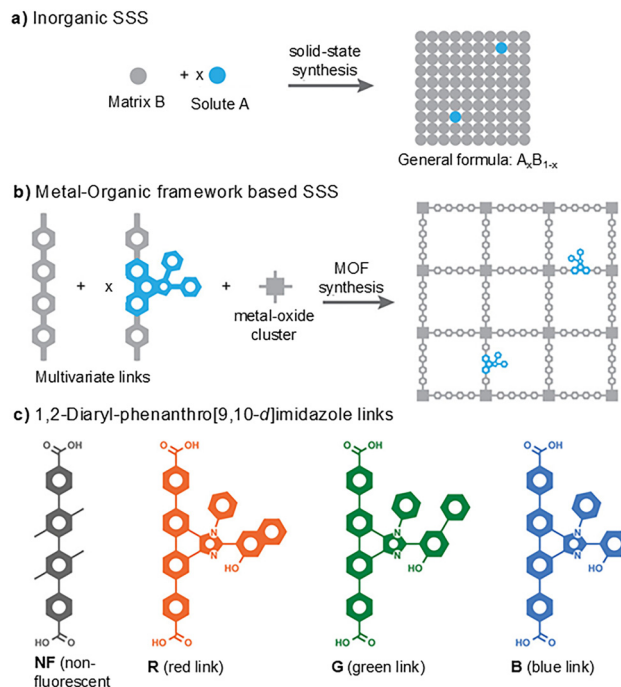 a) Inorganic SSS
solid-state
synthesis
+ x
Matrix B
Solute A
General formula: AxB1-x
b) Metal-Organic framework based SSS
+
x
+
MOF
synthesis
metal-oxide
cluster
Multivariate links
c) 1,2-Diaryl-phenanthro[9,10-d]imidazole links
O
OH
O
OH
O
OH
O
OH
N
N
HO
N
N
HO
N
N
HO
HO
O
HO
O
HO
O
HO
O
NF (non-
fluorescent
R (red link)
G (green link)
B (blue link)